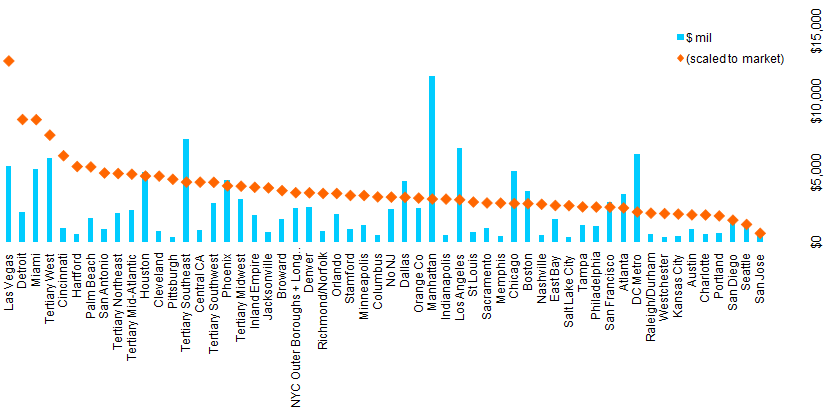 $ mil
(scaled to market)
$15,000
$10,000
$5,000
$0
Las Vegas
Detroit
Miami
Tertiary West
Cincinnati
Hartford
Palm Beach
San Antonio
Tertiary Northeast
Tertiary Mid-Atlantic
Houston
Cleveland
Pittsburgh
Tertiary Southeast
Central CA
Tertiary Southwest
Phoenix
Tertiary Midwest
Inland Empire
Jacksonville
Broward
NYC Outer Boroughs + Long..
Denver
Richmond/Norfolk
Orlando
Stamford
Minneapolis
Columbus
No NJ
Dallas
Orange Co
Manhattan
Indianapolis
Los Angeles
St Louis
Sacramento
Memphis
Chicago
Boston
Nashville
East Bay
Salt Lake City
Tampa
Philadelphia
San Francisco
Atlanta
DC Metro
Raleigh/Durham
Westchester
Kansas City
Austin
Charlotte
Portland
San Diego
Seattle
San Jose